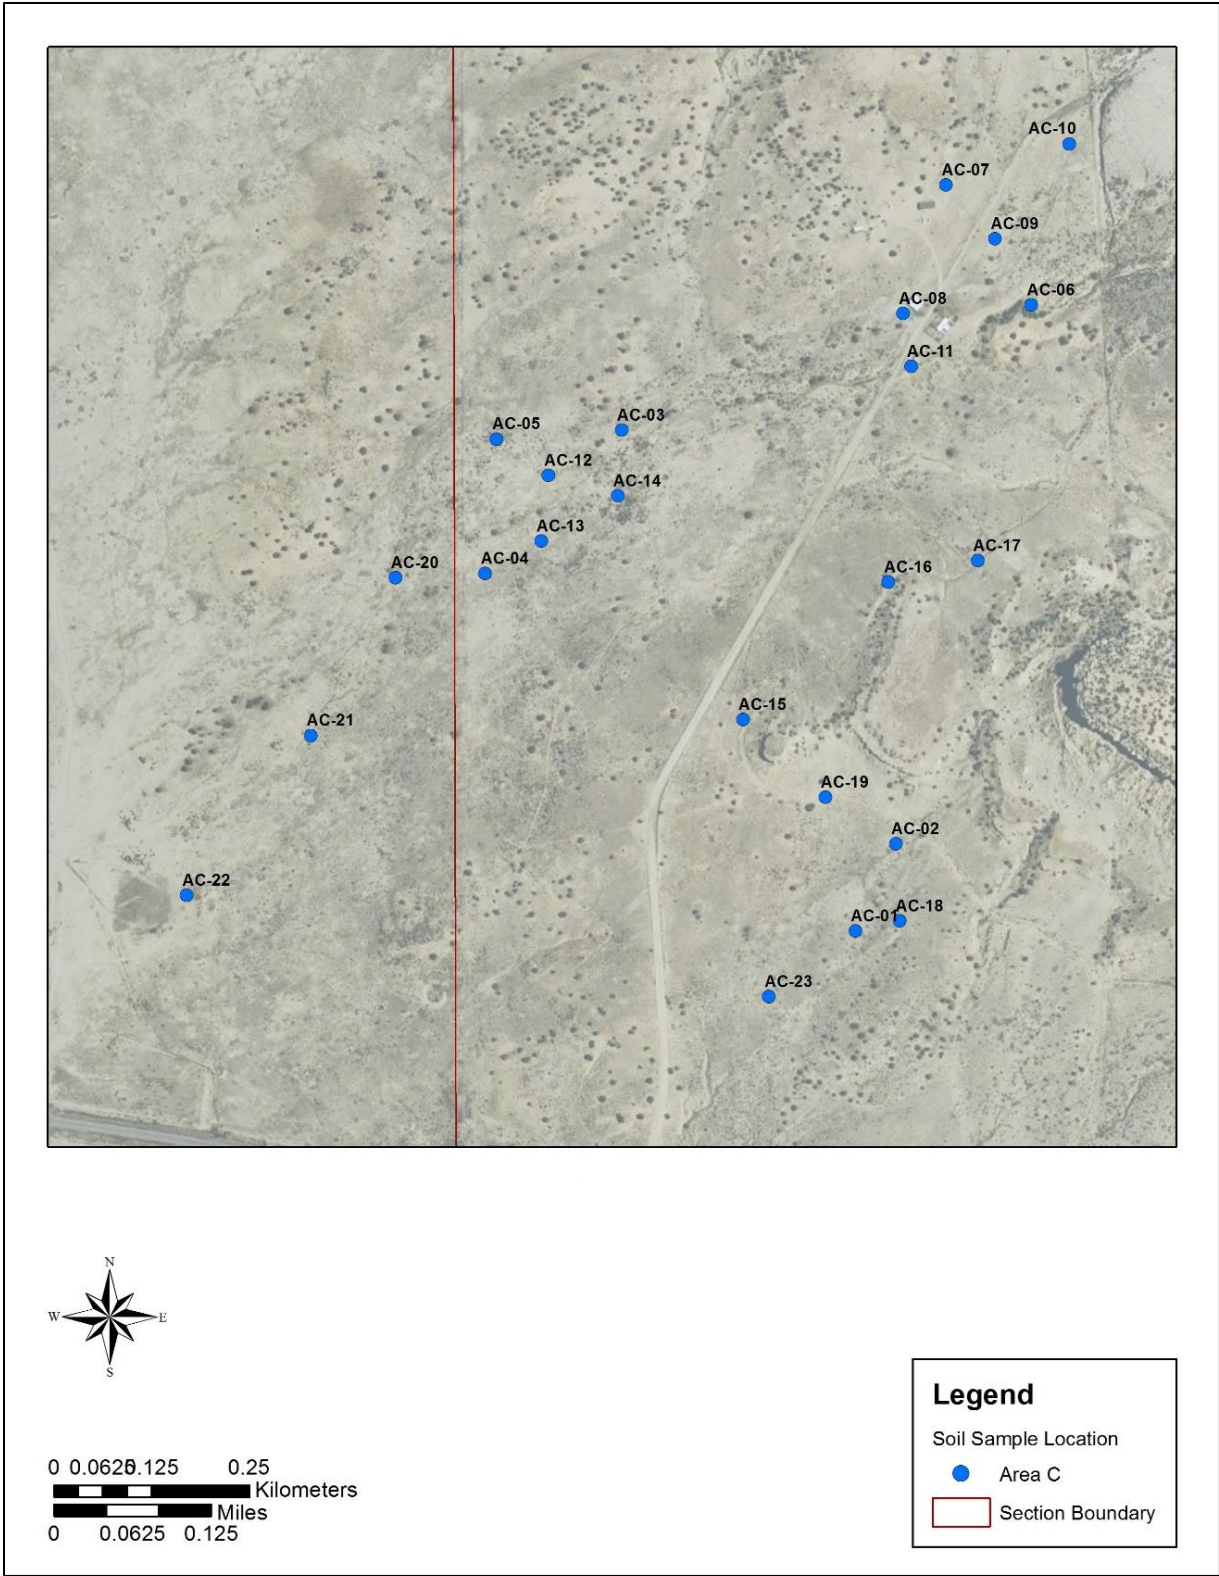 AC-10
AC-07
AC-09
AC-06
AC-08
AC-11
AC-03
AC-05
AC-12
AC-14
AC-13
AC-17
AC-04
AC-20
AC-16
AC-15
AC-21
AC-19
AC-02
AC-22
AC-18
AC-01
AC-23
N
W E
S
Legend
Soil Sample Location
Area C
Section Boundary
0 0.0625 0.125 0.25
Kilometers
Miles
0 0.0625 0.125